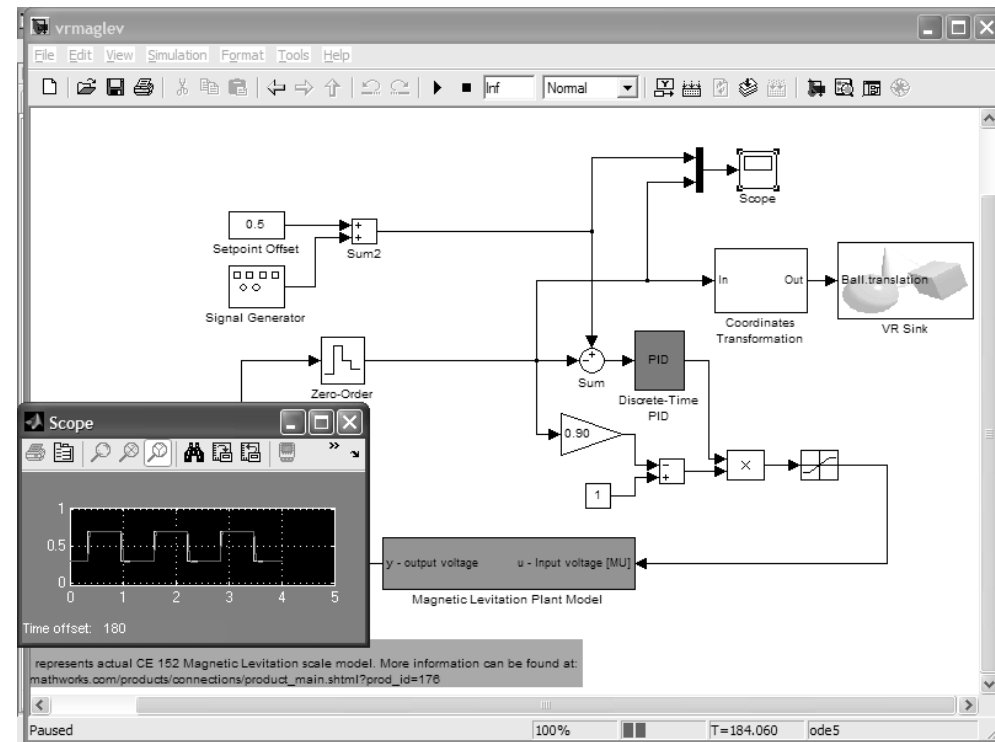 vrmaglev
File Edit View Simulation Format Tools Help
Inf Normal
Scope
0.5
Setpoint Offset
+
+
Sum2
Signal Generator
In Out
Coordinates
Transformation
Ball.translation
VR Sink
Zero-Order
- +
Sum
PID
Discrete-Time
PID
0.90
-
+
1
×
Scope
»
1
0.5
0
0 1 2 3 4 5
Time offset: 180
y - output voltage u - Input voltage [MU]
Magnetic Levitation Plant Model
represents actual CE 152 Magnetic Levitation scale model. More information can be found at:
mathworks.com/products/connections/product_main.shtml?prod_id=176
Paused 100% T=184.060 ode5